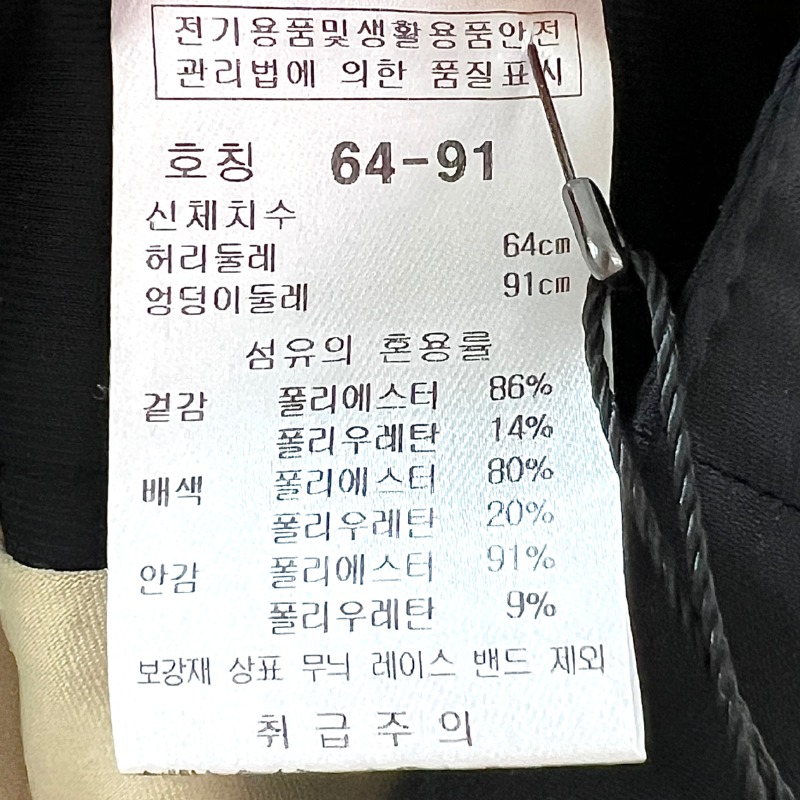 전기용품및생활용품안전
관리법에 의한 품질표시
호칭 64-91
신체치수
허리둘레 64cm
엉덩이둘레 91cm
섬유의 혼용률
겉감 폴리에스터 86%
폴리우레탄 14%
배색 폴리에스터 80%
폴리우레탄 20%
안감 폴리에스터 91%
폴리우레탄 9%
보강재 상표 무늬 레이스 밴드 제외
취급주의